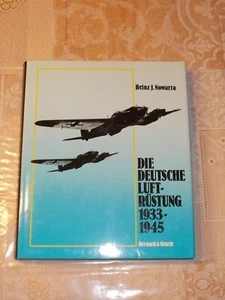 Heinz J. Nowarra
DIE
DEUTSCHE
LUFT-
RÜSTUNG
1933-
1945
Bernard & Graefe